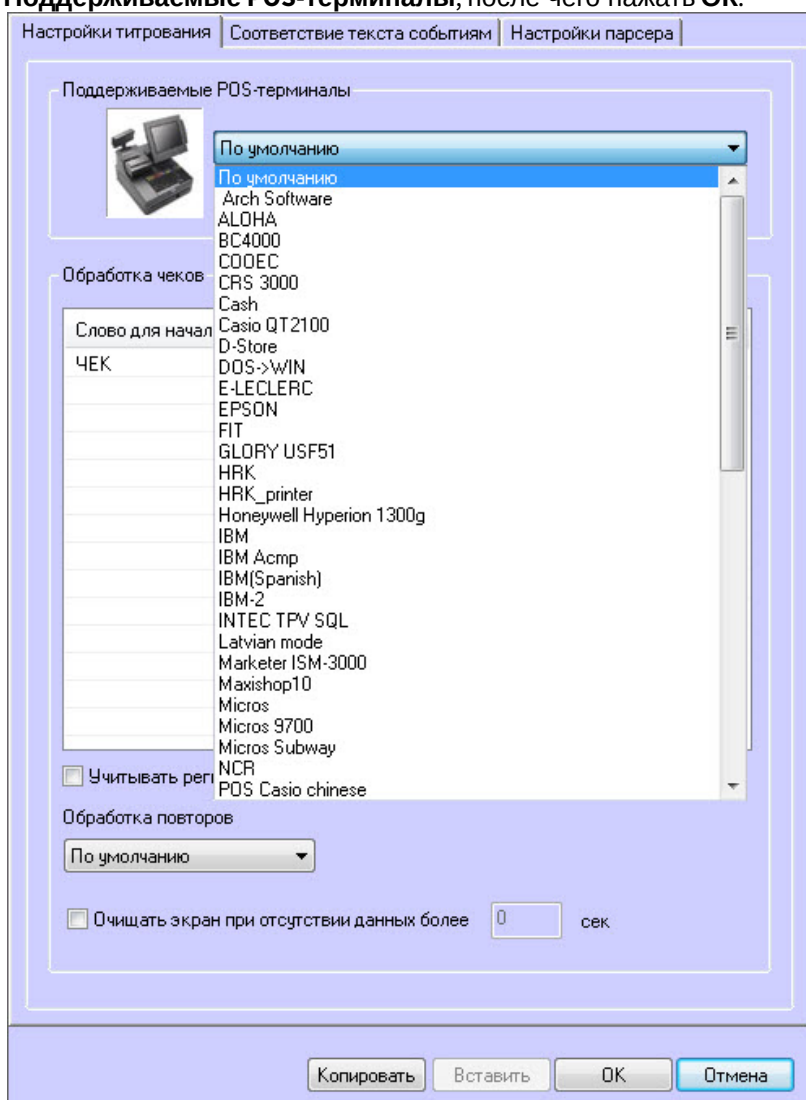 Поддерживаемые POS-терминалы, после чего нажать ОК.
Настройки титрования Соответствие текста событиям Настройки парсера
Поддерживаемые POS-терминалы
По умолчанию
По умолчанию
Arch Software
ALOHA
BC4000
COOEC
Обработка чеков
CRS 3000
Cash
Слово для начал
Casio QT2100
D-Store
ЧЕК
DOS->WIN
E-LECLERC
EPSON
FIT
GLORY USF51
HRK
HRK_printer
Honeywell Hyperion 1300g
IBM
IBM Acmp
IBM(Spanish)
IBM-2
INTEC TPV SQL
Latvian mode
Marketer ISM-3000
Maxishop10
Micros
Micros 9700
Micros Subway
NCR
Учитывать рег
POS Casio chinese
Обработка повторов
По умолчанию
Очищать экран при отсутствии данных более 0 сек
Копировать Вставить ОК Отмена